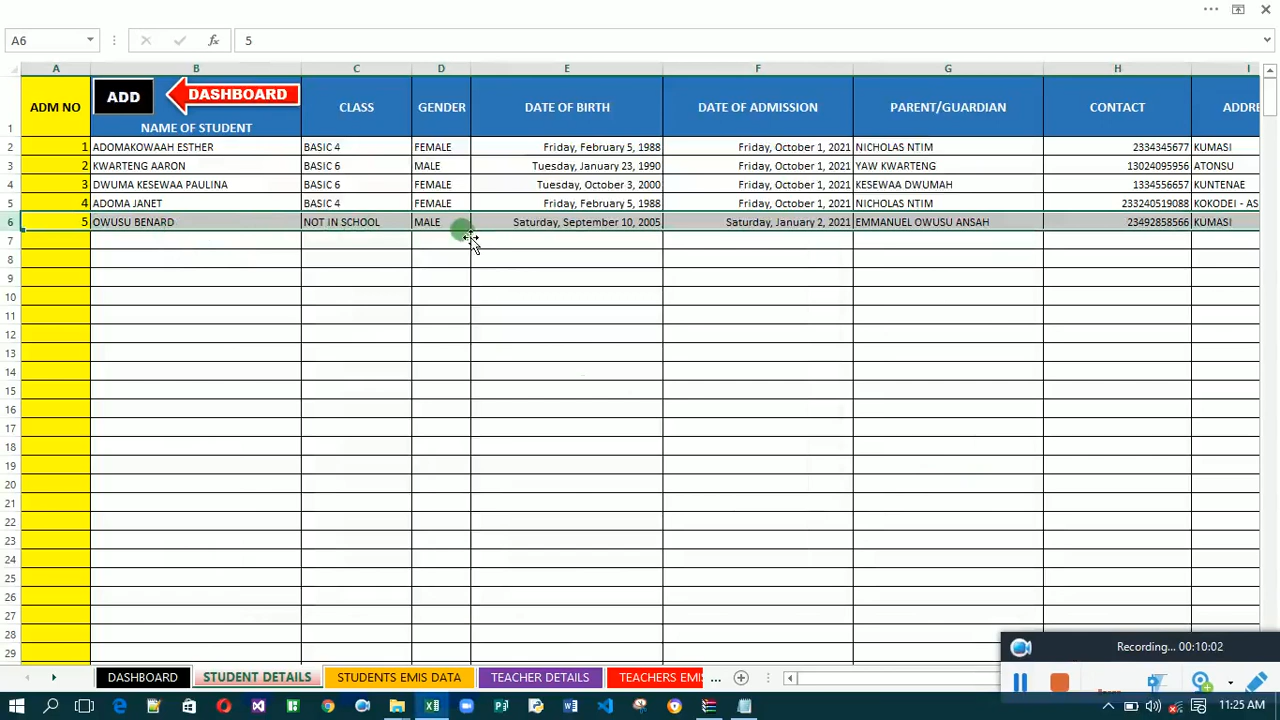 A6 5
A B C D E F G H I
ADM NO ADD DASHBOARD NAME OF STUDENT CLASS GENDER DATE OF BIRTH DATE OF ADMISSION PARENT/GUARDIAN CONTACT ADDRE
1
2 1 ADOMAKOWAAH ESTHER BASIC 4 FEMALE Friday, February 5, 1988 Friday, October 1, 2021 NICHOLAS NTIM 2334345677 KUMASI
3 2 KWARTENG AARON BASIC 6 MALE Tuesday, January 23, 1990 Friday, October 1, 2021 YAW KWARTENG 13024095956 ATONSU
4 3 DWUMA KESEWAA PAULINA BASIC 6 FEMALE Tuesday, October 3, 2000 Friday, October 1, 2021 KESEWAA DWUMAH 1334556657 KUNTENAE
5 4 ADOMA JANET BASIC 4 FEMALE Friday, February 5, 1988 Friday, October 1, 2021 NICHOLAS NTIM 233240519088 KOKODEI - AS
6 5 OWUSU BENARD NOT IN SCHOOL MALE Saturday, September 10, 2005 Saturday, January 2, 2021 EMMANUEL OWUSU ANSAH 23492858566 KUMASI
7
8
9
10
11
12
13
14
15
16
17
18
19
20
21
22
23
24
25
26
27
28
29
Recording... 00:10:02
DASHBOARD STUDENT DETAILS STUDENTS EMIS DATA TEACHER DETAILS TEACHERS EMIS ...
11:25 AM